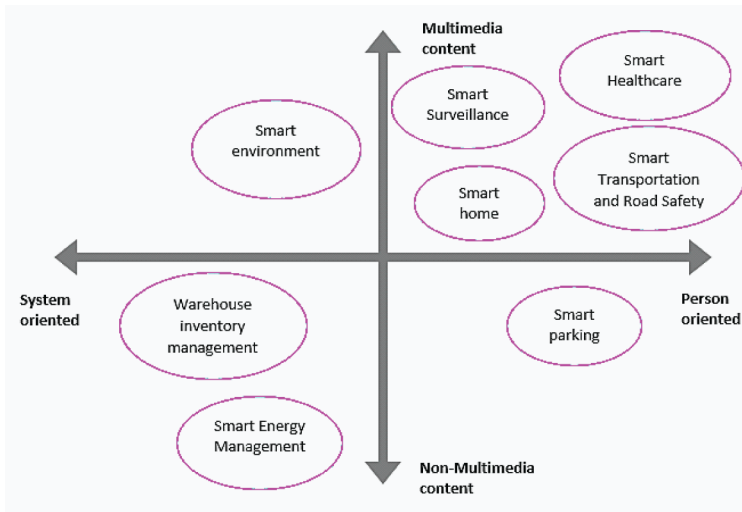 Multimedia
content
Smart
Healthcare
Smart
Surveillance
Smart
environment
Smart
Transportation
and Road Safety
Smart
home
System
oriented
Person
oriented
Warehouse
inventory
management
Smart
parking
Smart Energy
Management
Non-Multimedia
content